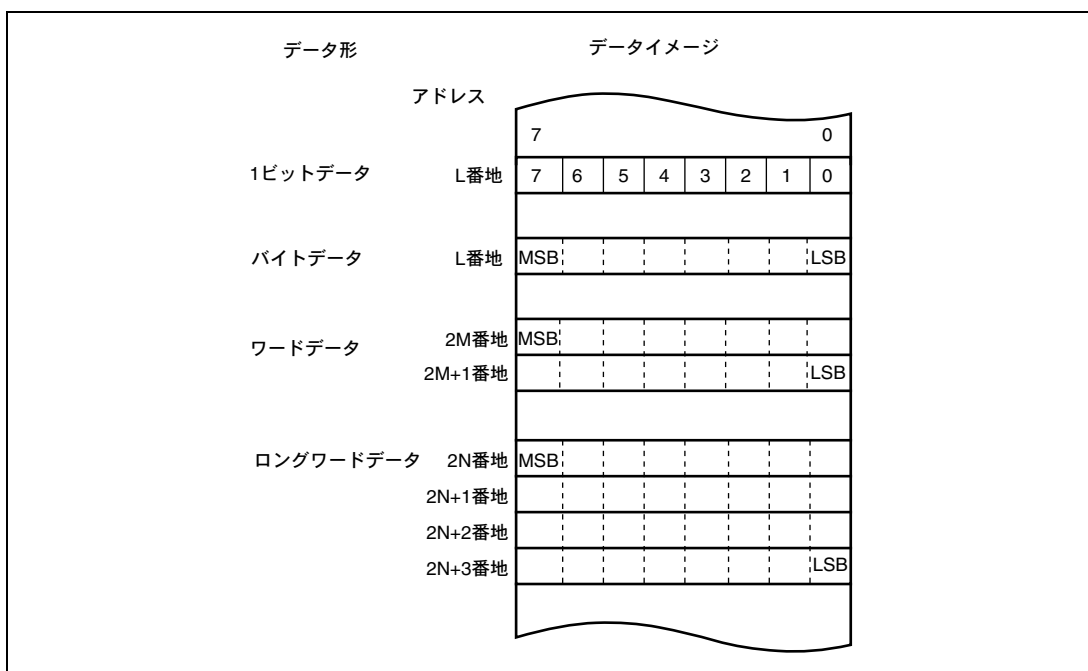 データ形 データイメージ
アドレス
7 0
1ビットデータ L番地 7 6 5 4 3 2 1 0
バイトデータ L番地 MSB LSB
ワードデータ 2M番地 MSB
2M+1番地 LSB
ロングワードデータ 2N番地 MSB
2N+1番地
2N+2番地
2N+3番地 LSB